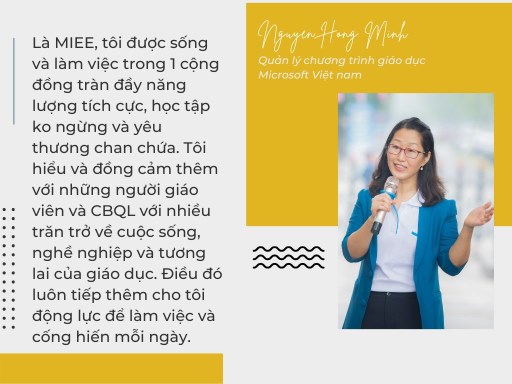 Là MIEE, tôi được sống
và làm việc trong 1 cộng
đồng tràn đầy năng
lượng tích cực, học tập
ko ngừng và yêu
thương chan chứa. Tôi
hiểu và đồng cảm thêm
với những người giáo
viên và CBQL với nhiều
trăn trở về cuộc sống,
nghề nghiệp và tương
lai của giáo dục. Điều đó
luôn tiếp thêm cho tôi
động lực để làm việc và
cống hiến mỗi ngày.
Nguyen Hong Minh
Quản lý chương trình giáo dục
Microsoft Việt nam